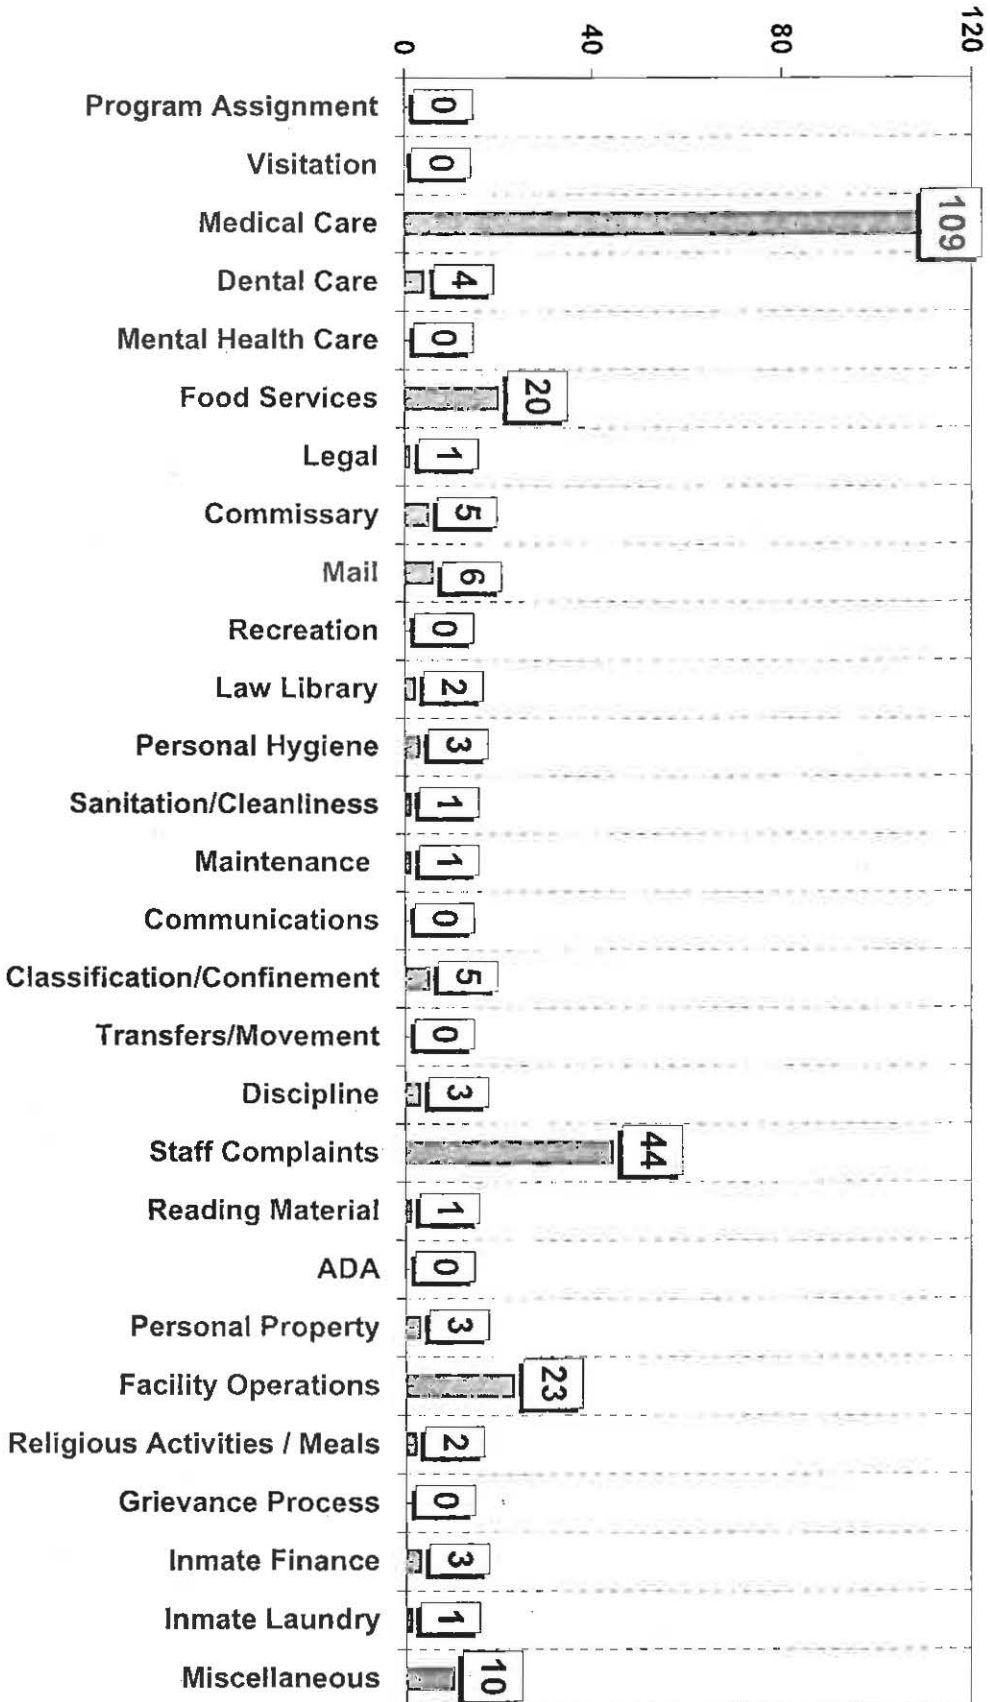 0 40 80 120
Program Assignment 0
Visitation 0
Medical Care 109
Dental Care 4
Mental Health Care 0
Food Services 20
Legal 1
Commissary 5
Mail 6
Recreation 0
Law Library 2
Personal Hygiene 3
Sanitation/Cleanliness 1
Maintenance 1
Communications 0
Classification/Confinement 5
Transfers/Movement 0
Discipline 3
Staff Complaints 44
Reading Material 1
ADA 0
Personal Property 3
Facility Operations 23
Religious Activities / Meals 2
Grievance Process 0
Inmate Finance 3
Inmate Laundry 1
Miscellaneous 10